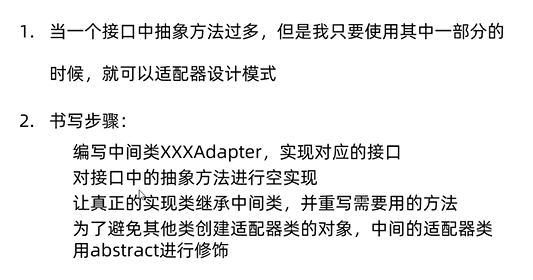 1. 当一个接口中抽象方法过多，但是我只要使用其中一部分的
时候，就可以适配器设计模式
2. 书写步骤：
编写中间类XXXAdapter，实现对应的接口
对接口中的抽象方法进行空实现
让真正的实现类继承中间类，并重写需要用的方法
为了避免其他类创建适配器类的对象，中间的适配器类
用abstract进行修饰